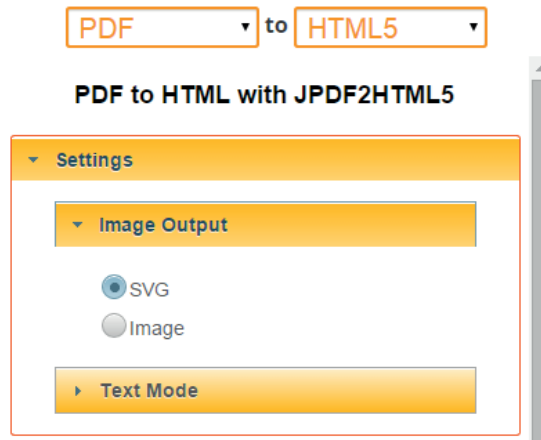 PDF to HTML5
PDF to HTML with JPDF2HTML5
Settings
Image Output
SVG
Image
Text Mode